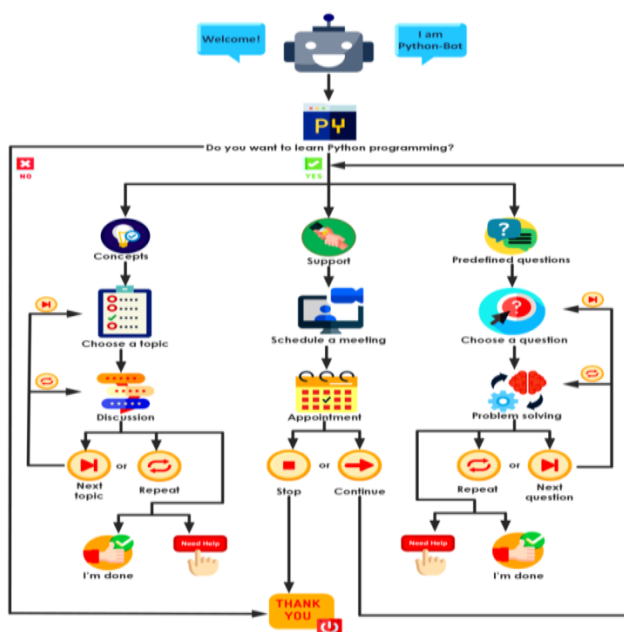 Welcome!
I am
Python-Bot
PY
Do you want to learn Python programming?
NO
YES
Concepts
Support
Predefined questions
?
Choose a topic
Schedule a meeting
?
Choose a question
Discussion
Appointment
Problem solving
or
or
or
Next
topic
Repeat
Stop
Continue
Repeat
Next
question
Need Help
Need Help
I'm done
I'm done
THANK
YOU